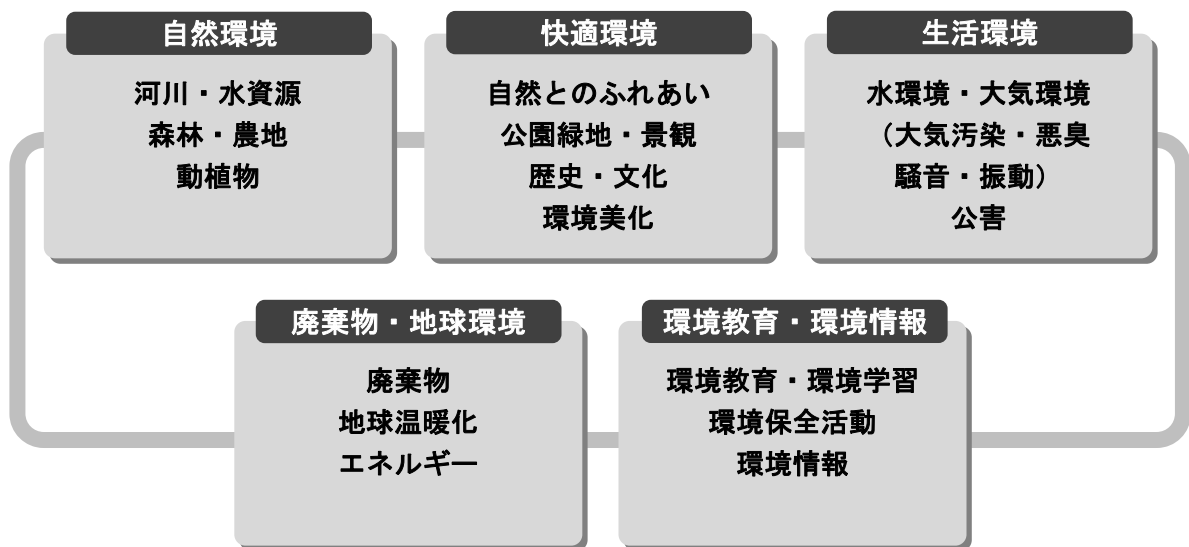 自然環境
河川・水資源
森林・農地
動植物
快適環境
自然とのふれあい
公園緑地・景観
歴史・文化
環境美化
生活環境
水環境・大気環境
（大気汚染・悪臭
騒音・振動）
公害
廃棄物・地球環境
廃棄物
地球温暖化
エネルギー
環境教育・環境情報
環境教育・環境学習
環境保全活動
環境情報